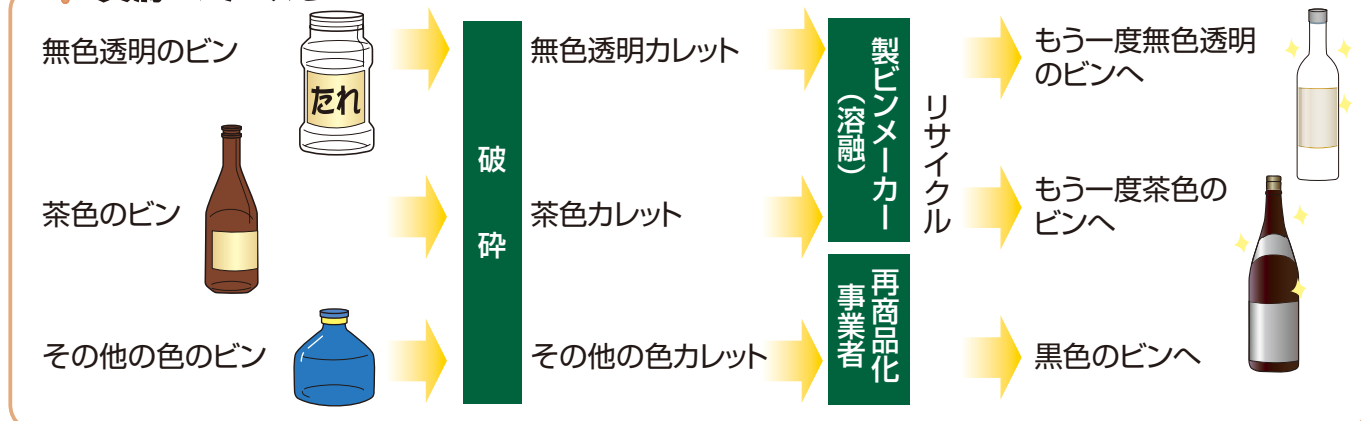 無色透明のビン
たれ
茶色のビン
その他の色のビン
破砕
無色透明カレット
茶色カレット
その他の色カレット
製ビンメーカー
（溶融）
再商品化
事業者
リサイクル
もう一度無色透明
のビンへ
もう一度茶色の
ビンへ
黒色のビンへ